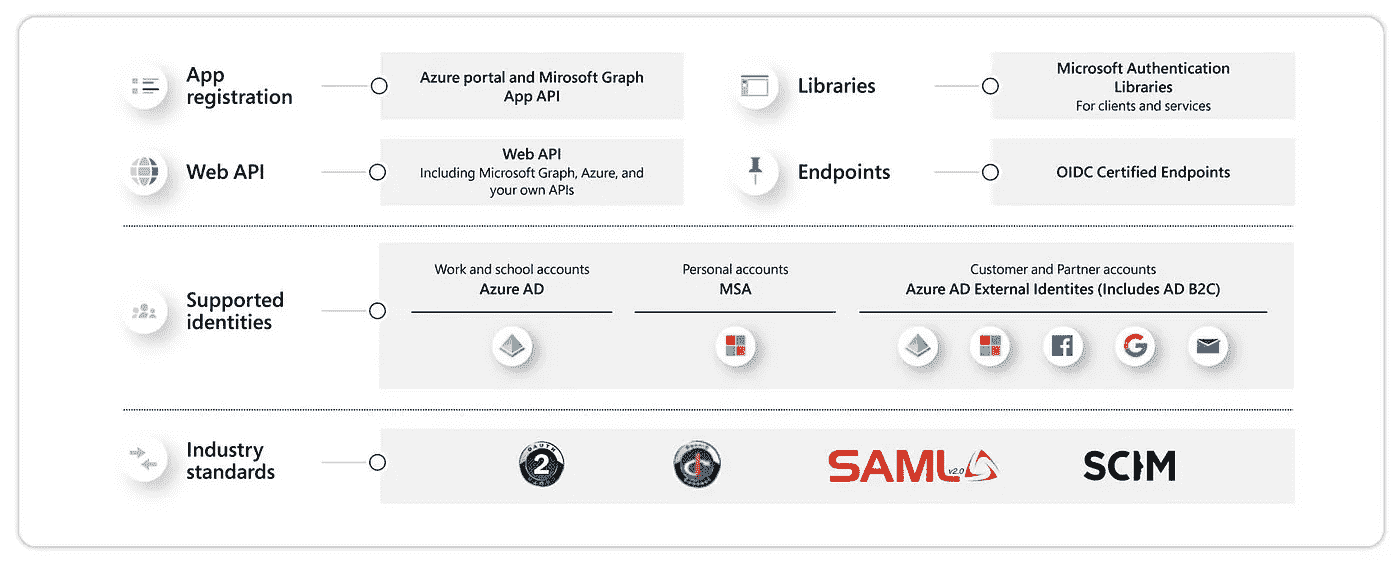 App
registration
Azure portal and Mirosoft Graph
App API
Libraries
Microsoft Authentication
Libraries
For clients and services
Web API
Web API
Including Microsoft Graph, Azure, and
your own APIs
Endpoints
OIDC Certified Endpoints
Supported
identities
Work and school accounts
Azure AD
Personal accounts
MSA
Customer and Partner accounts
Azure AD External Identites (Includes AD B2C)
Industry
standards
OAUTH
2
SAML v2.0
SCIM